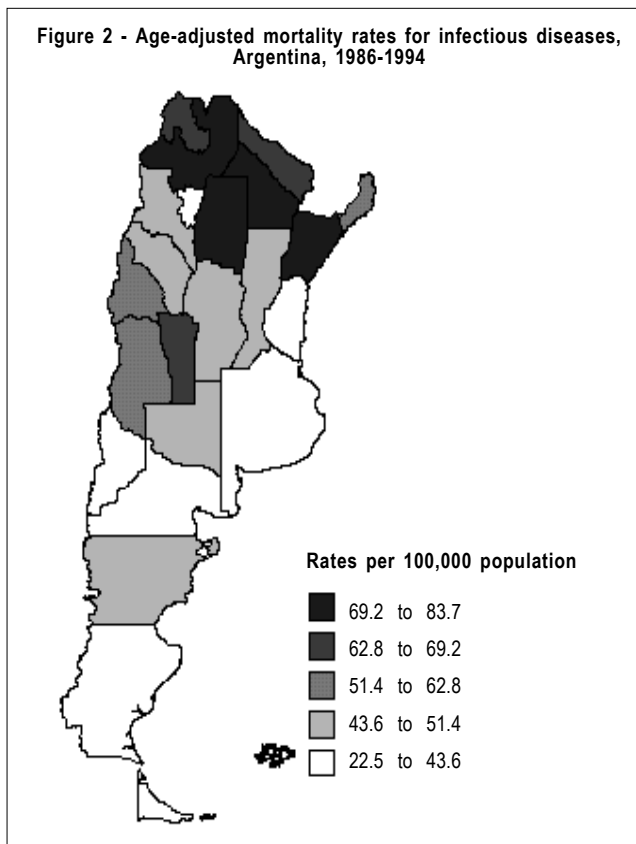 Figure 2 - Age-adjusted mortality rates for infectious diseases,
Argentina, 1986-1994
Rates per 100,000 population
69.2 to 83.7
62.8 to 69.2
51.4 to 62.8
43.6 to 51.4
22.5 to 43.6